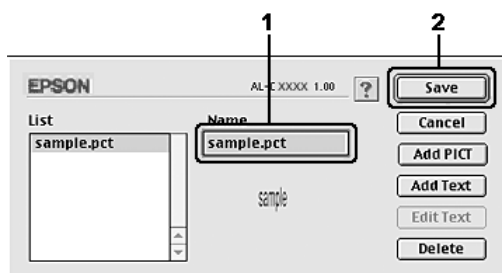 1 2
EPSON AL-CXXXX 1.00 ? Save
List Name Cancel
sample.pct sample.pct Add PICT
sample Add Text
Edit Text
Delete